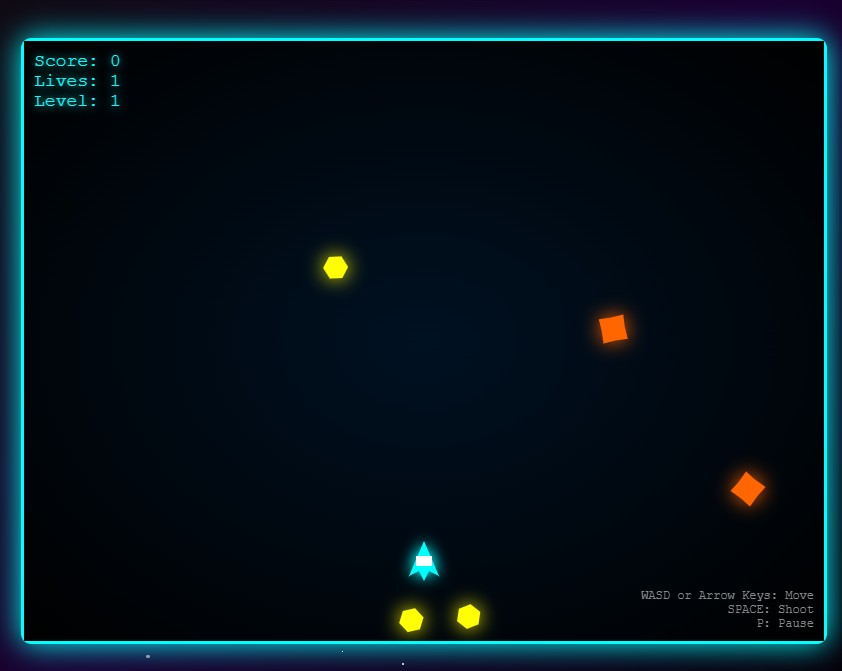 Score: 0
Lives: 1
Level: 1
WASD or Arrow Keys: Move
SPACE: Shoot
P: Pause